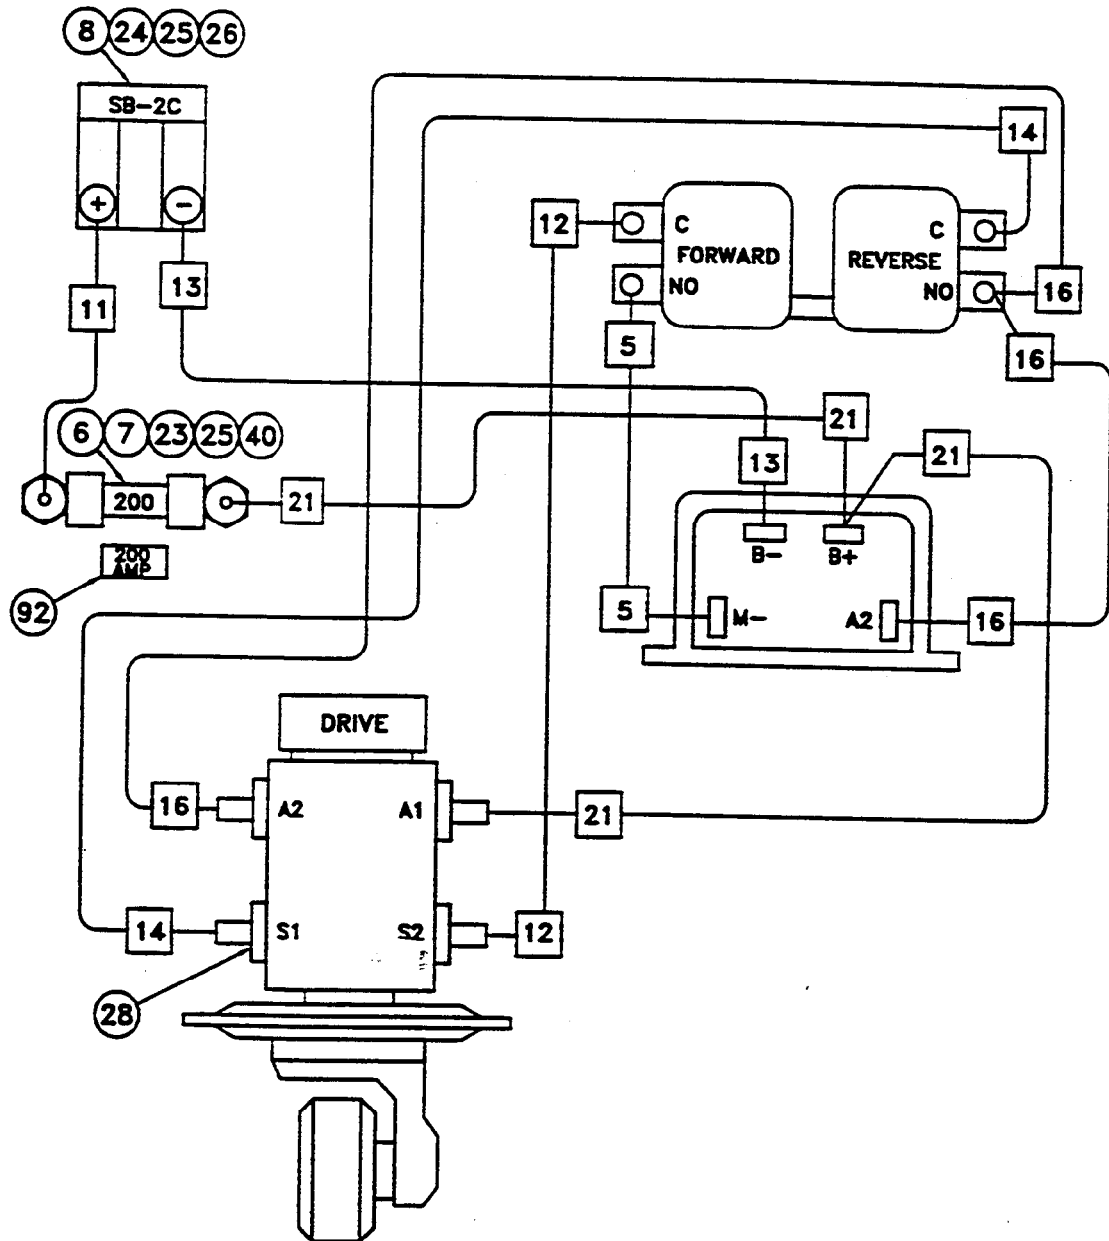 8 24 25 26
SB-2C
+ -
11
13
14
12
C
FORWARD
NO
REVERSE
C
NO
16
16
5
6 7 23 25 40
200
21
200
AMP
92
21
13
21
B- B+
5
M-
A2
16
DRIVE
16
A2 A1
21
14
S1 S2
12
28